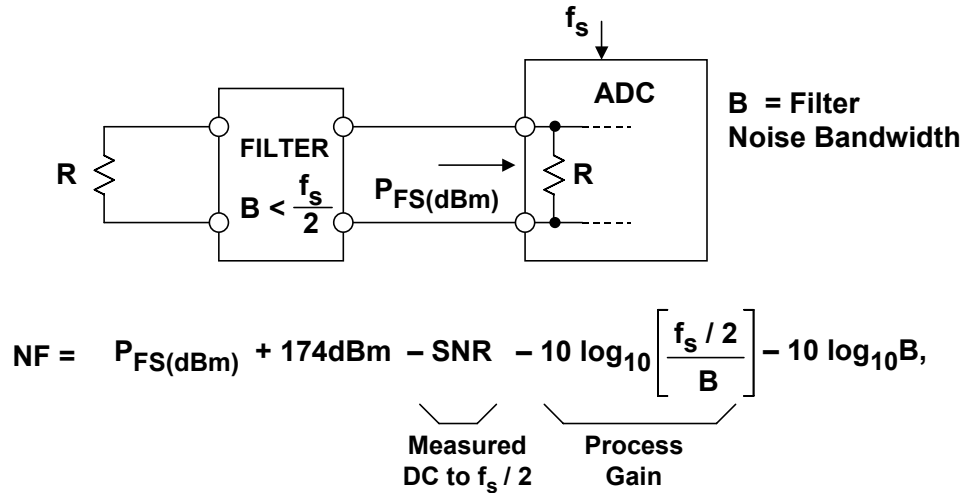 fs
ADC
B = Filter
Noise Bandwidth
R
FILTER
B < fs / 2
PFS(dBm)
R
NF = PFS(dBm) + 174dBm – SNR – 10 log10 [ fs / 2 / B ] – 10 log10B,
Measured
DC to fs / 2
Process
Gain